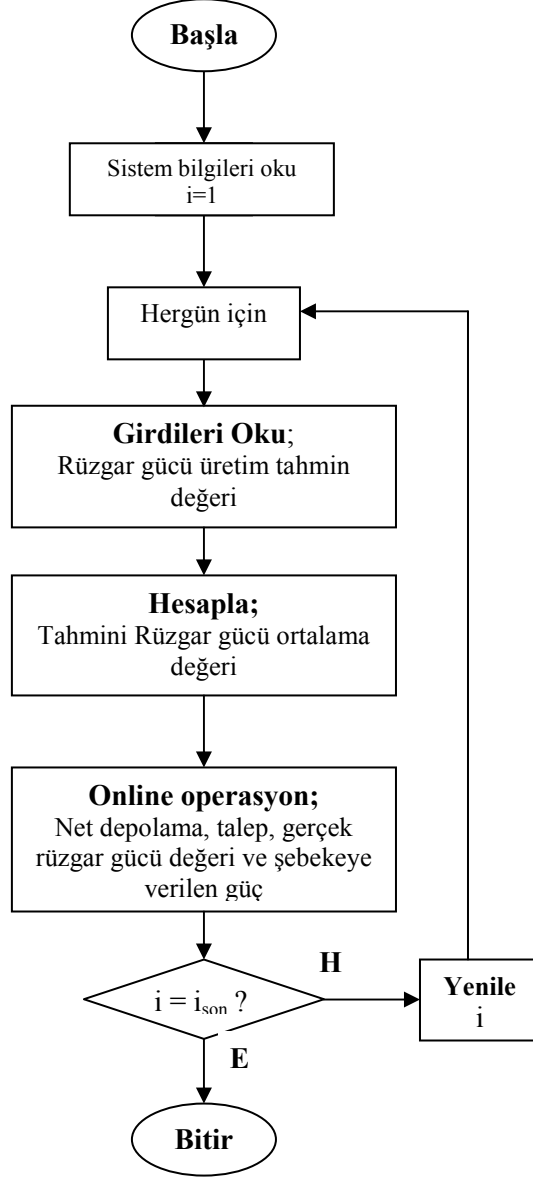 Başla
Sistem bilgileri oku
i=1
Hergün için
Girdileri Oku;
Rüzgar gücü üretim tahmin
değeri
Hesapla;
Tahmini Rüzgar gücü ortalama
değeri
Online operasyon;
Net depolama, talep, gerçek
rüzgar gücü değeri ve şebekeye
verilen güç
i = i_son ?
H
Yenile
i
E
Bitir